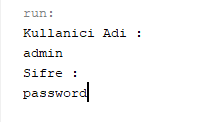 run:
Kullanici Adi :
admin
Sifre :
password